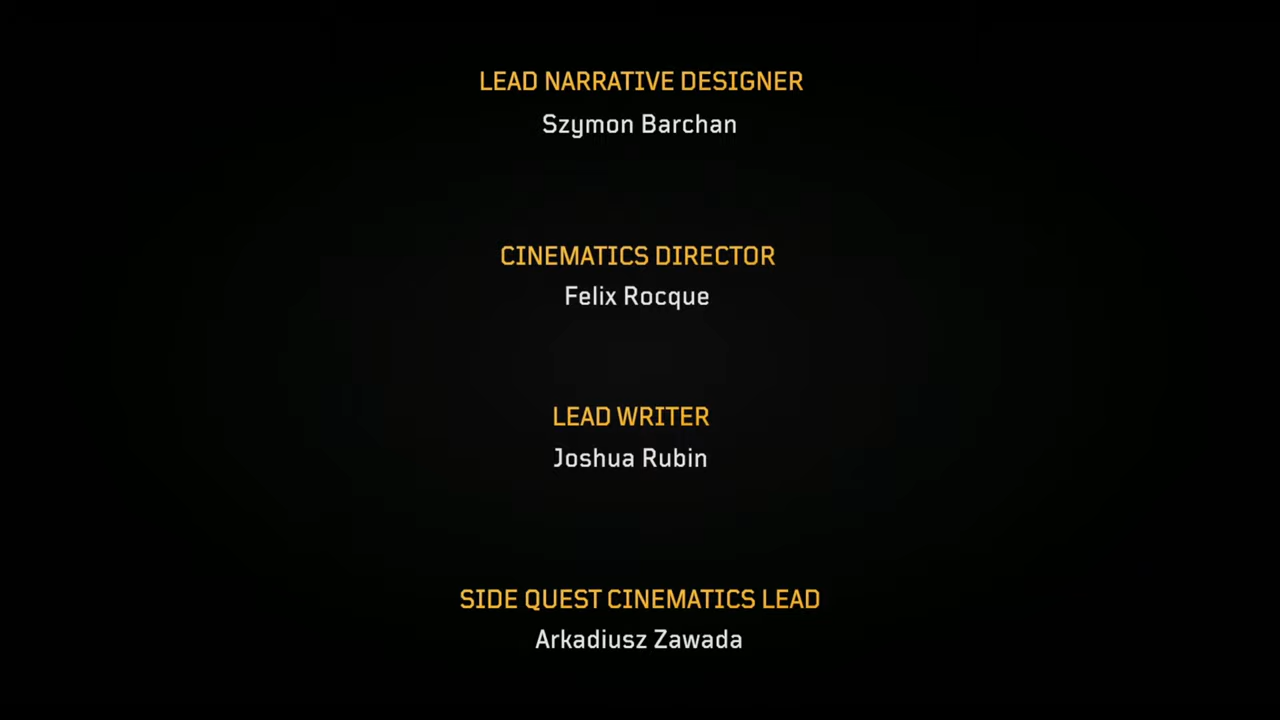 LEAD NARRATIVE DESIGNER
Szymon Barchan
CINEMATICS DIRECTOR
Felix Rocque
LEAD WRITER
Joshua Rubin
SIDE QUEST CINEMATICS LEAD
Arkadiusz Zawada